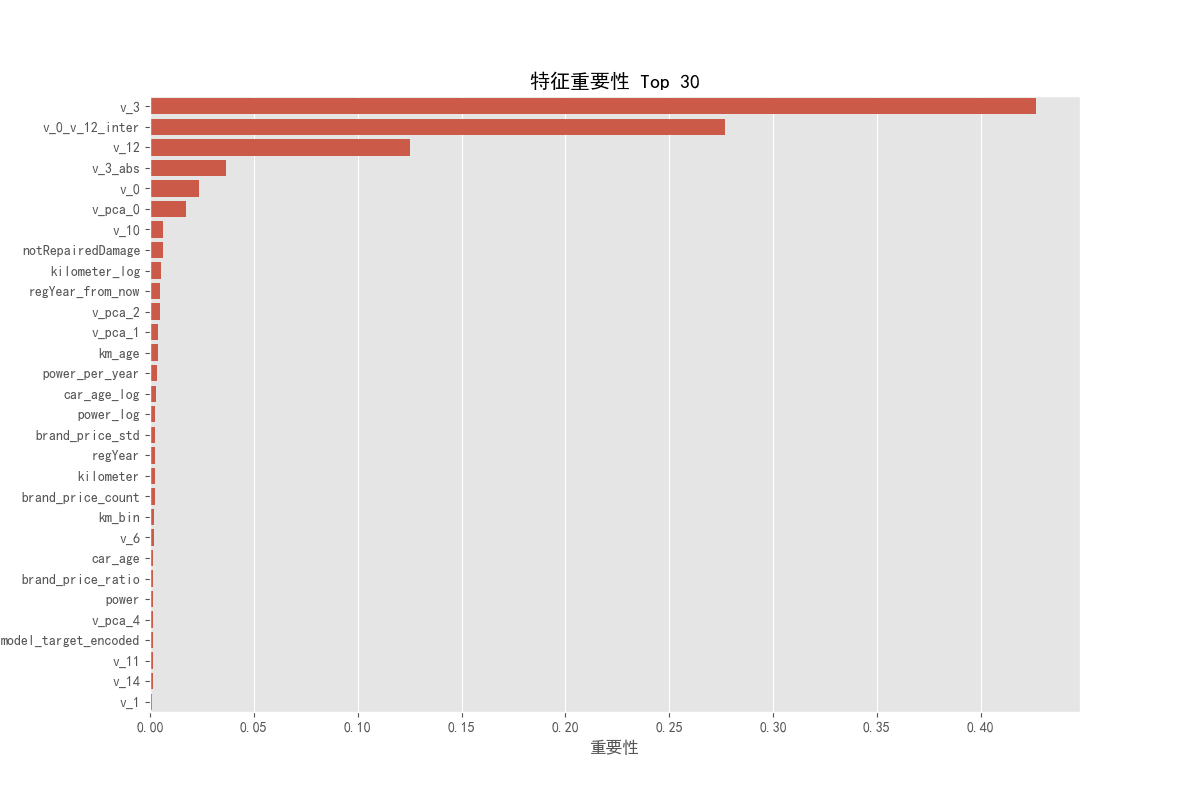 特征重要性 Top 30
v_3
v_0_v_12_inter
v_12
v_3_abs
v_0
v_pca_0
v_10
notRepairedDamage
kilometer_log
regYear_from_now
v_pca_2
v_pca_1
km_age
power_per_year
car_age_log
power_log
brand_price_std
regYear
kilometer
brand_price_count
km_bin
v_6
car_age
brand_price_ratio
power
v_pca_4
model_target_encoded
v_11
v_14
v_1
0.00 0.05 0.10 0.15 0.20 0.25 0.30 0.35 0.40
重要性